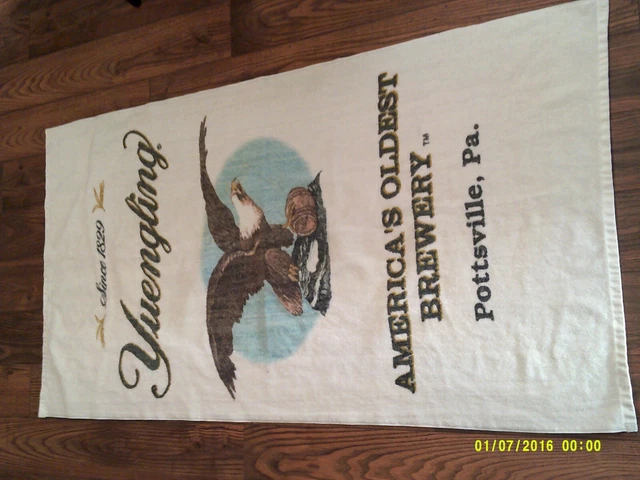 Since 1829
Yuengling®
AMERICA'S OLDEST
BREWERY™
Pottsville, Pa.
01/07/2016 00:00